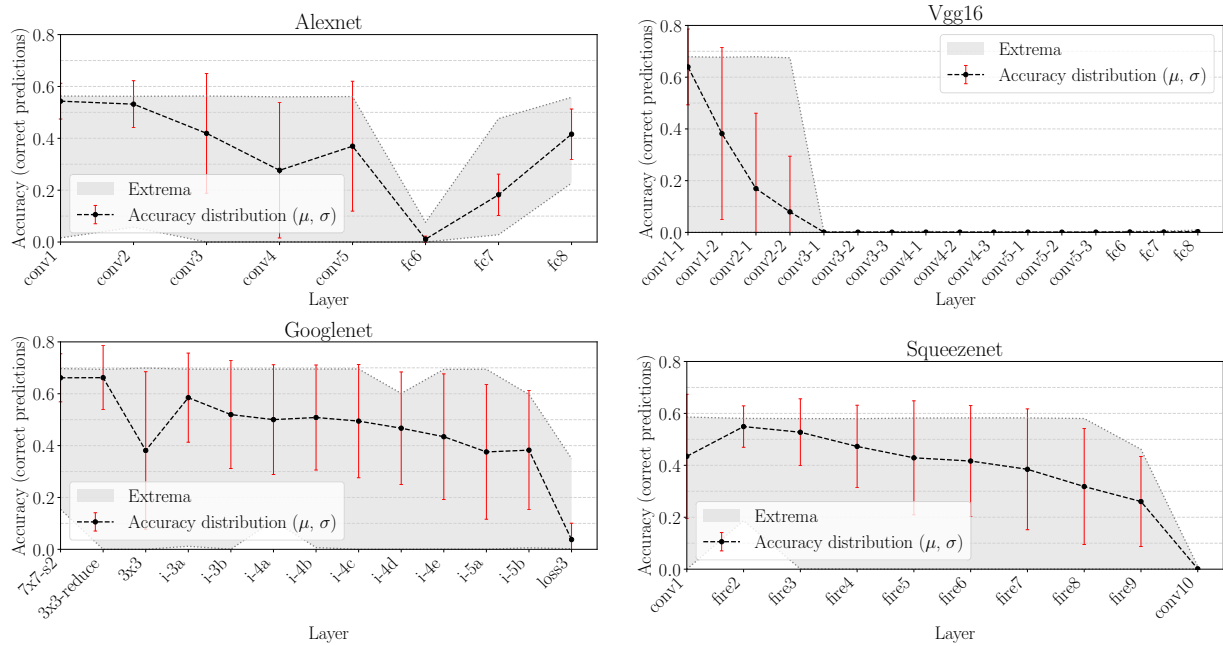 Alexnet
Accuracy (correct predictions)
0.8
0.6
0.4
0.2
0.0
Extrema
Accuracy distribution (μ, σ)
conv1
conv2
conv3
conv4
conv5
fc6
fc7
fc8
Layer
Vgg16
Accuracy (correct predictions)
0.8
0.6
0.4
0.2
0.0
Extrema
Accuracy distribution (μ, σ)
conv1-1
conv1-2
conv2-1
conv2-2
conv3-1
conv3-2
conv3-3
conv4-1
conv4-2
conv4-3
conv5-1
conv5-2
conv5-3
fc6
fc7
fc8
Layer
Googlenet
Accuracy (correct predictions)
0.8
0.6
0.4
0.2
0.0
Extrema
Accuracy distribution (μ, σ)
7x7-s2
3x3-reduce
3x3
i-3a
i-3b
i-4a
i-4b
i-4c
i-4d
i-4e
i-5a
i-5b
loss3
Layer
Squeezenet
Accuracy (correct predictions)
0.8
0.6
0.4
0.2
0.0
Extrema
Accuracy distribution (μ, σ)
conv1
fire2
fire3
fire4
fire5
fire6
fire7
fire8
fire9
conv10
Layer